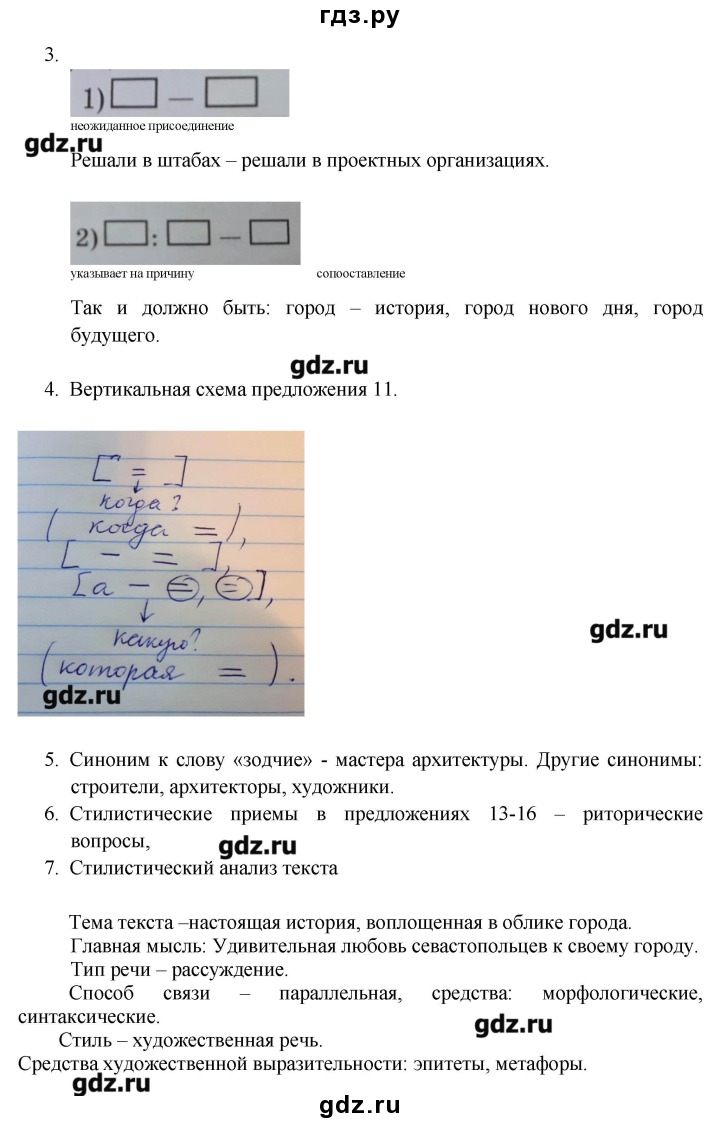 гдз.ру
3.
1) —
неожиданное присоединение
gdz.ru
Решали в штабах – решали в проектных организациях.
2) : —
указывает на причину сопооставление
Так и должно быть: город – история, город нового дня, город
будущего.
gdz.ru
4. Вертикальная схема предложения 11.
[ = ]
когда?
( когда = ),
[ – = ],
[а – =, =],
gdz.ru
какую?
(которая = ).
gdz.ru
5. Синоним к слову «зодчие» - мастера архитектуры. Другие синонимы:
строители, архитекторы, художники.
6. Стилистические приемы в предложениях 13-16 – риторические
вопросы,
gdz.ru
7. Стилистический анализ текста
Тема текста –настоящая история, воплощенная в облике города.
Главная мысль: Удивительная любовь севастопольцев к своему городу.
Тип речи – рассуждение.
Способ связи – параллельная, средства: морфологические,
синтаксические.
gdz.ru
Стиль – художественная речь.
Средства художественной выразительности: эпитеты, метафоры.
gdz.ru
gdz.ru